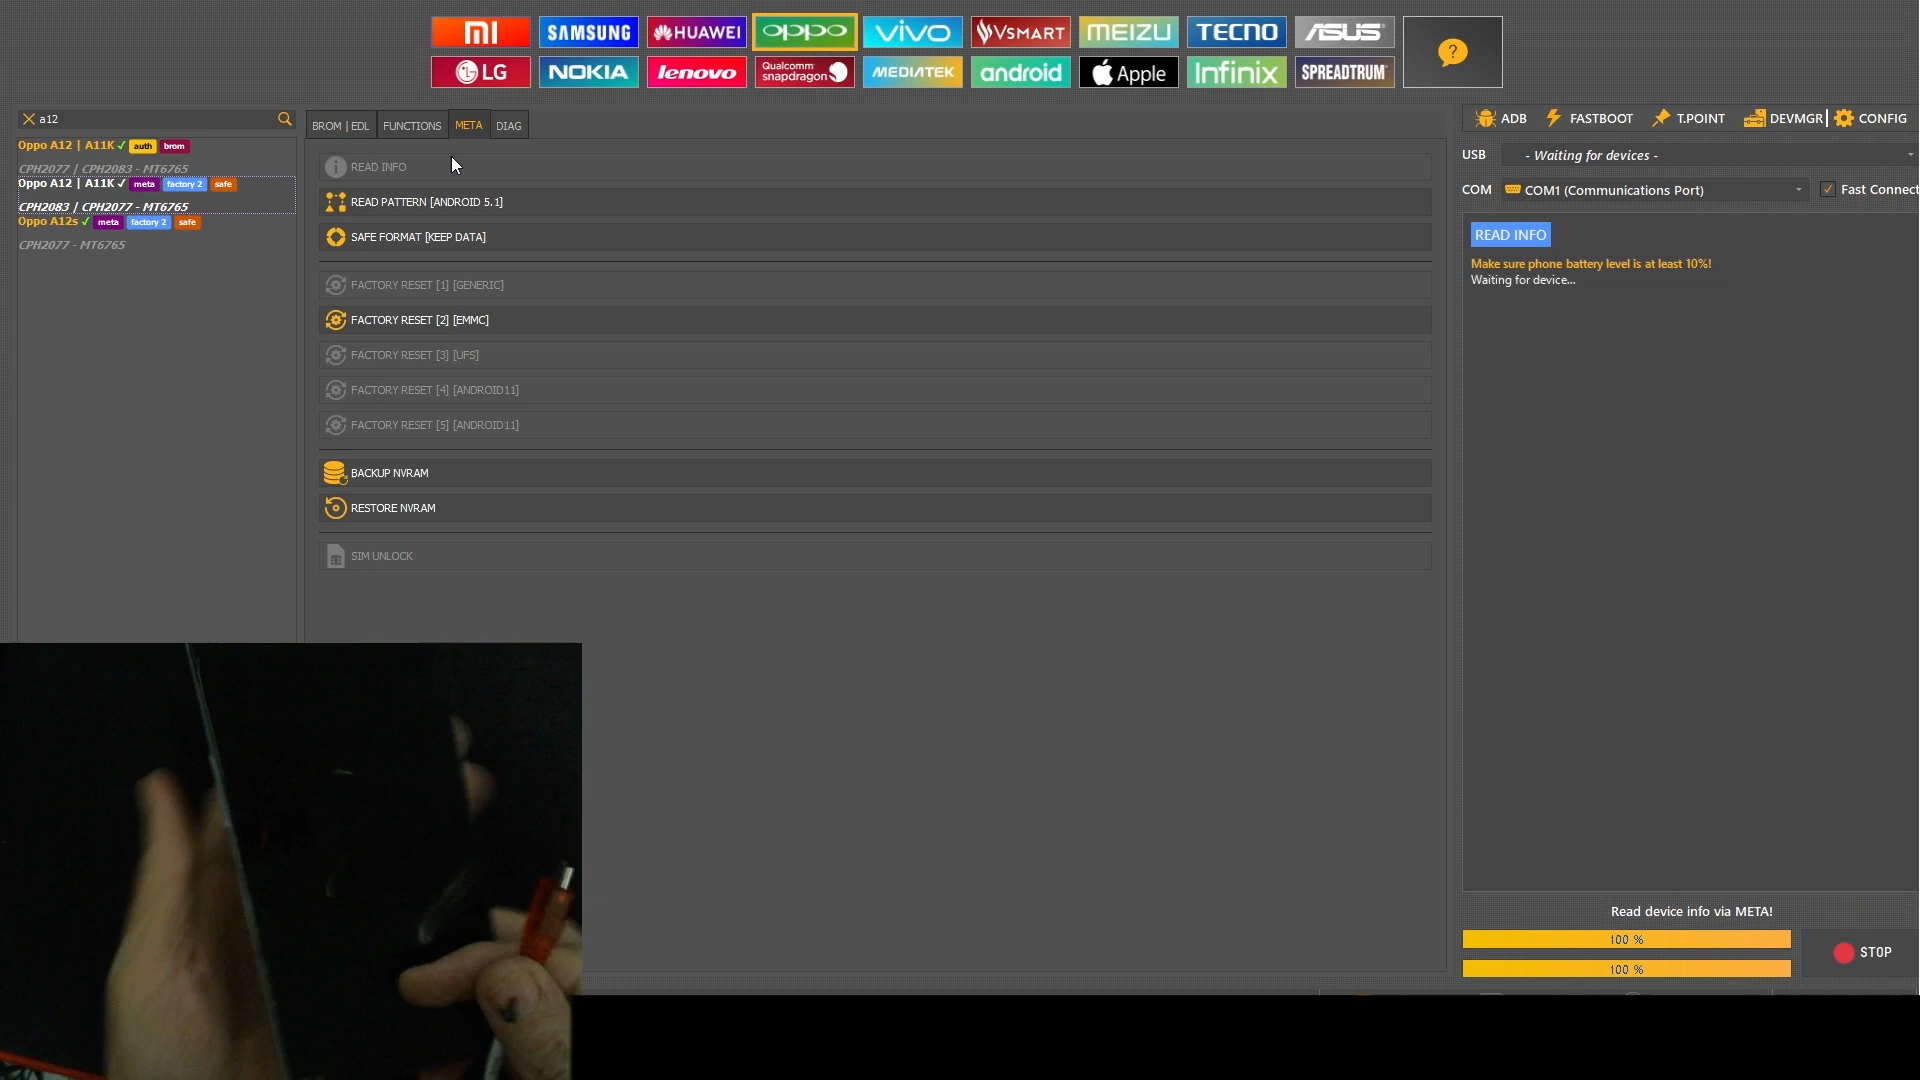 mi SAMSUNG HUAWEI oppo vivo VSMART MEIZU TECNO ASUS ?
LG NOKIA lenovo Qualcomm snapdragon MEDIATEK android Apple Infinix SPREADTRUM
a12
Oppo A12 | A11K ✓ auth brom
CPH2077 | CPH2083 - MT6765
Oppo A12 | A11K ✓ meta factory 2 safe
CPH2083 | CPH2077 - MT6765
Oppo A12s ✓ meta factory 2 safe
CPH2077 - MT6765
BROM | EDL FUNCTIONS META DIAG
READ INFO
READ PATTERN [ANDROID 5.1]
SAFE FORMAT [KEEP DATA]
FACTORY RESET [1] [GENERIC]
FACTORY RESET [2] [EMMC]
FACTORY RESET [3] [UFS]
FACTORY RESET [4] [ANDROID11]
FACTORY RESET [5] [ANDROID11]
BACKUP NVRAM
RESTORE NVRAM
SIM UNLOCK
ADB FASTBOOT T.POINT DEVMGR CONFIG
USB - Waiting for devices -
COM COM1 (Communications Port) Fast Connect
READ INFO
Make sure phone battery level is at least 10%!
Waiting for device...
Read device info via META!
100 %
100 %
STOP